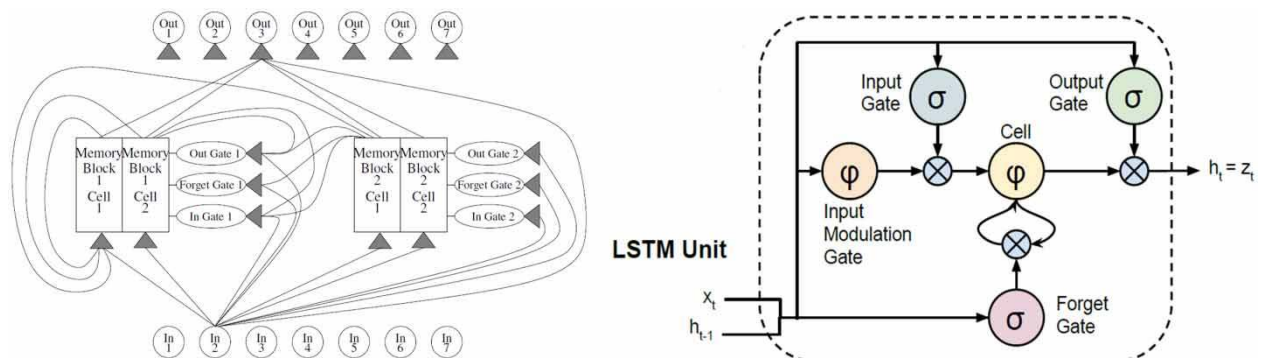 Out 1
Out 2
Out 3
Out 4
Out 5
Out 6
Out 7
Memory Block 1 Cell 1
Memory Block 1 Cell 2
Out Gate 1
Forget Gate 1
In Gate 1
Memory Block 2 Cell 1
Memory Block 2 Cell 2
Out Gate 2
Forget Gate 2
In Gate 2
In 1
In 2
In 3
In 4
In 5
In 6
In 7
Input
Gate
σ
Output
Gate
σ
Cell
φ
φ
h_t = z_t
Input
Modulation
Gate
LSTM Unit
x_t
h_{t-1}
σ
Forget
Gate